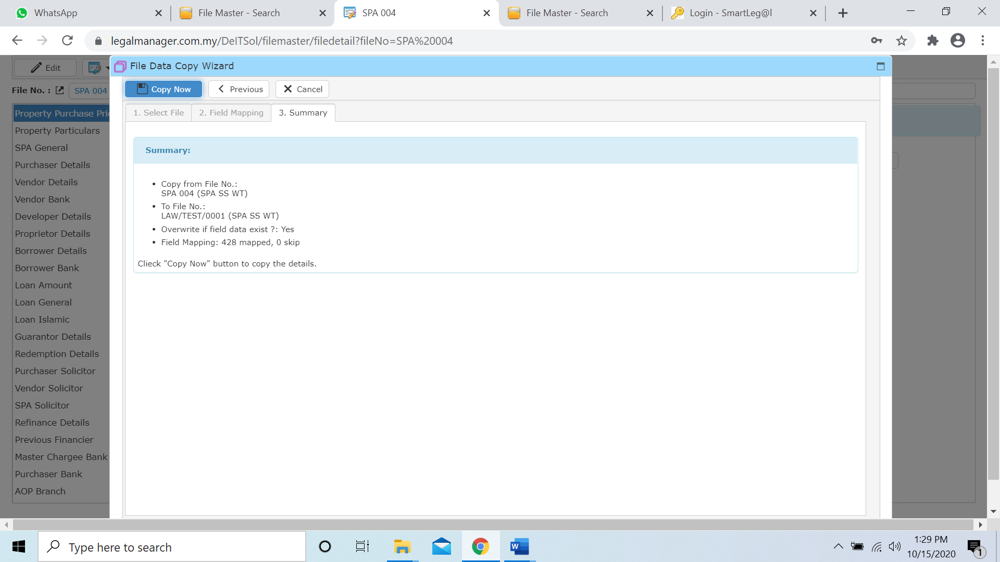 WhatsApp
File Master - Search
SPA 004
File Master - Search
Login - SmartLeg@l
legalmanager.com.my/DeITSol/filemaster/filedetail?fileNo=SPA%20004
Edit
File Data Copy Wizard
File No. :
SPA 004
Copy Now
Previous
Cancel
1. Select File
2. Field Mapping
3. Summary
Property Purchase Pri
Property Particulars
SPA General
Purchaser Details
Vendor Details
Vendor Bank
Developer Details
Proprietor Details
Borrower Details
Borrower Bank
Loan Amount
Loan General
Loan Islamic
Guarantor Details
Redemption Details
Purchaser Solicitor
Vendor Solicitor
SPA Solicitor
Refinance Details
Previous Financier
Master Chargee Bank
Purchaser Bank
AOP Branch
Summary:
• Copy from File No.:
SPA 004 (SPA SS WT)
• To File No.:
LAW/TEST/0001 (SPA SS WT)
• Overwrite if field data exist ?: Yes
• Field Mapping: 428 mapped, 0 skip
Clieck "Copy Now" button to copy the details.
Type here to search
W
1:29 PM
10/15/2020
1